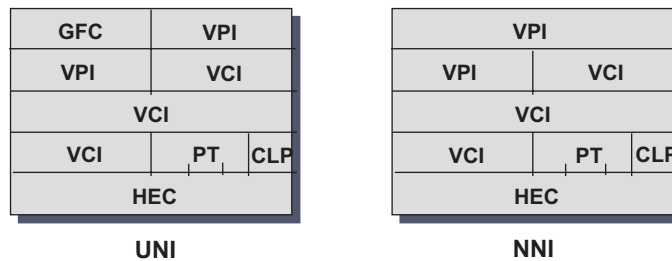 GFC VPI
VPI VCI
VCI
VCI PT CLP
HEC
UNI
VPI
VPI VCI
VCI
VCI PT CLP
HEC
NNI